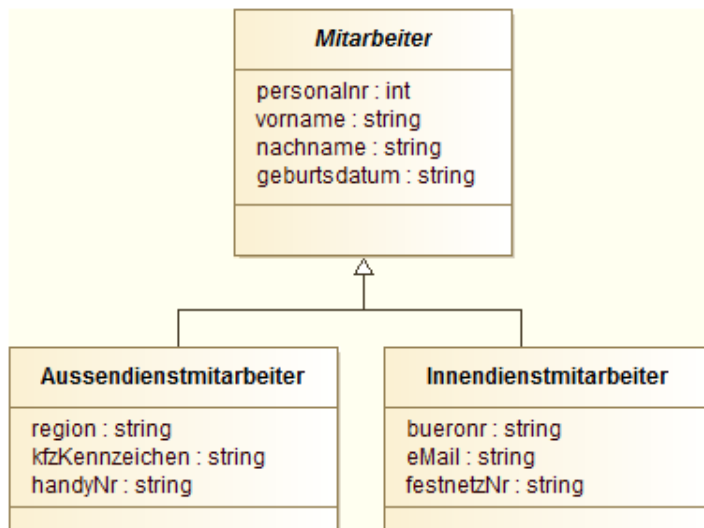 Mitarbeiter
personalnr : int
vorname : string
nachname : string
geburtsdatum : string
Aussendienstmitarbeiter
region : string
kfzKennzeichen : string
handyNr : string
Innendienstmitarbeiter
bueronr : string
eMail : string
festnetzNr : string